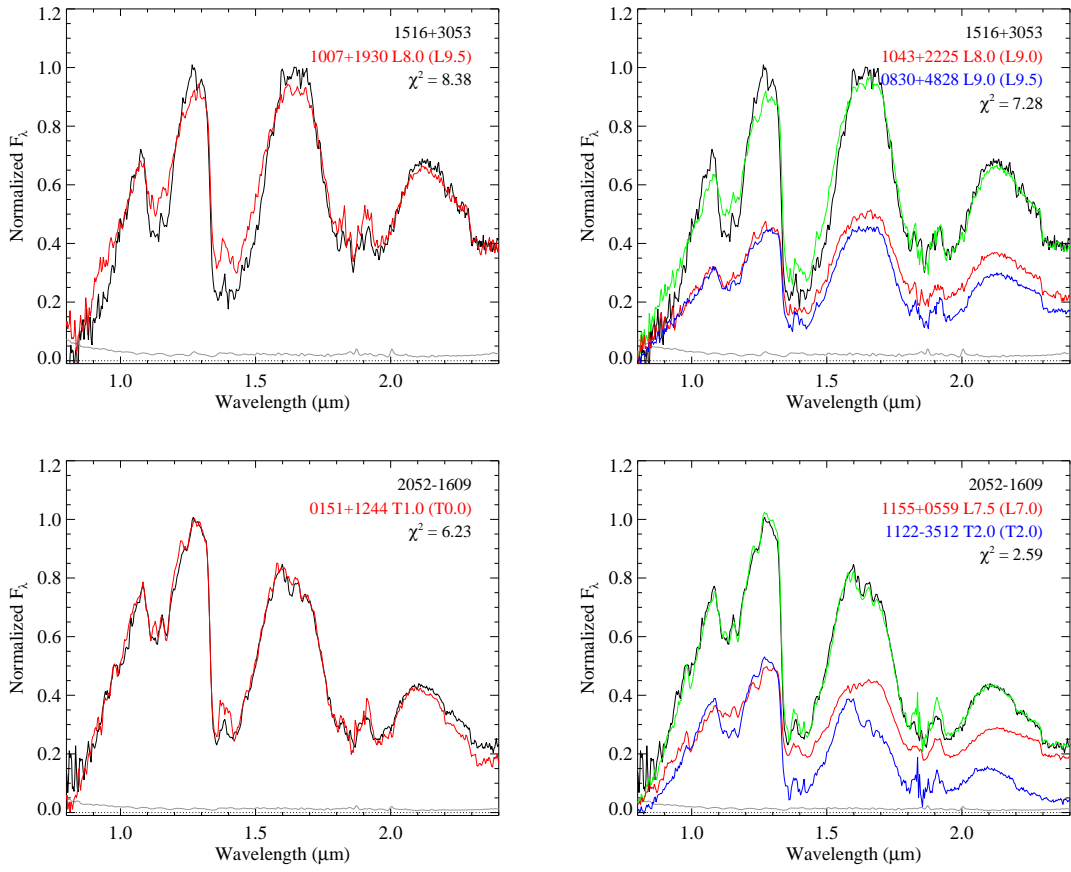 1.2
1.0
0.8
0.6
0.4
0.2
0.0
Normalized Fλ
1516+3053
1007+1930 L8.0 (L9.5)
χ² = 8.38
1.0 1.5 2.0
Wavelength (μm)
1.2
1.0
0.8
0.6
0.4
0.2
0.0
Normalized Fλ
1516+3053
1043+2225 L8.0 (L9.0)
0830+4828 L9.0 (L9.5)
χ² = 7.28
1.0 1.5 2.0
Wavelength (μm)
1.2
1.0
0.8
0.6
0.4
0.2
0.0
Normalized Fλ
2052-1609
0151+1244 T1.0 (T0.0)
χ² = 6.23
1.0 1.5 2.0
Wavelength (μm)
1.2
1.0
0.8
0.6
0.4
0.2
0.0
Normalized Fλ
2052-1609
1155+0559 L7.5 (L7.0)
1122-3512 T2.0 (T2.0)
χ² = 2.59
1.0 1.5 2.0
Wavelength (μm)